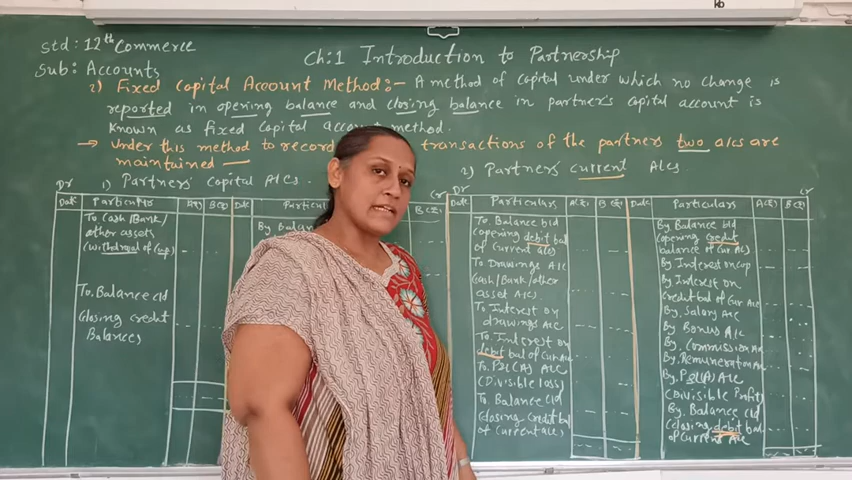 kb
Std: 12th Commerce
Sub: Accounts
Ch:1 Introduction to Partnership
2) Fixed Capital Account Method:- A method of capital under which no change is
reported in opening balance and closing balance in partner's capital account is
known as fixed capital account method.
→ Under this method to record transactions of the partners two a/cs are
maintained —
1) Partners' Capital A/cs.
Dr
Cr
Date Particulars A(₹) B(₹) Date Particul B(₹)
To Cash/Bank/
other assets
(withdrawal of cap)
To. Balance c/d
(closing credit
Balances)
By Balanc
2) Partners Current A/cs.
Dr
Cr
Date Particulars A(₹) B(₹) Date Particulars A(₹) B(₹)
To Balance b/d
(opening debit bal
of current a/c)
To Drawings A/c
(cash/Bank/other
asset A/c)
To Interest on
drawings A/c
To. Interest on
debit bal of cur A/c
To. P&L(A) A/c
(Divisible loss)
To Balance c/d
(closing credit bal
of current A/c)
By Balance b/d
(opening credit
balance of Cur A/c)
By Interest on cap
By Interest on
credit bal of Cur A/c
By. Salary A/c
By Bonus A/c
By. Commission A/c
By. Remuneration A/c
By. P&L(A) A/c
(Divisible Profit)
By. Balance c/d
(closing debit bal
of Current A/c